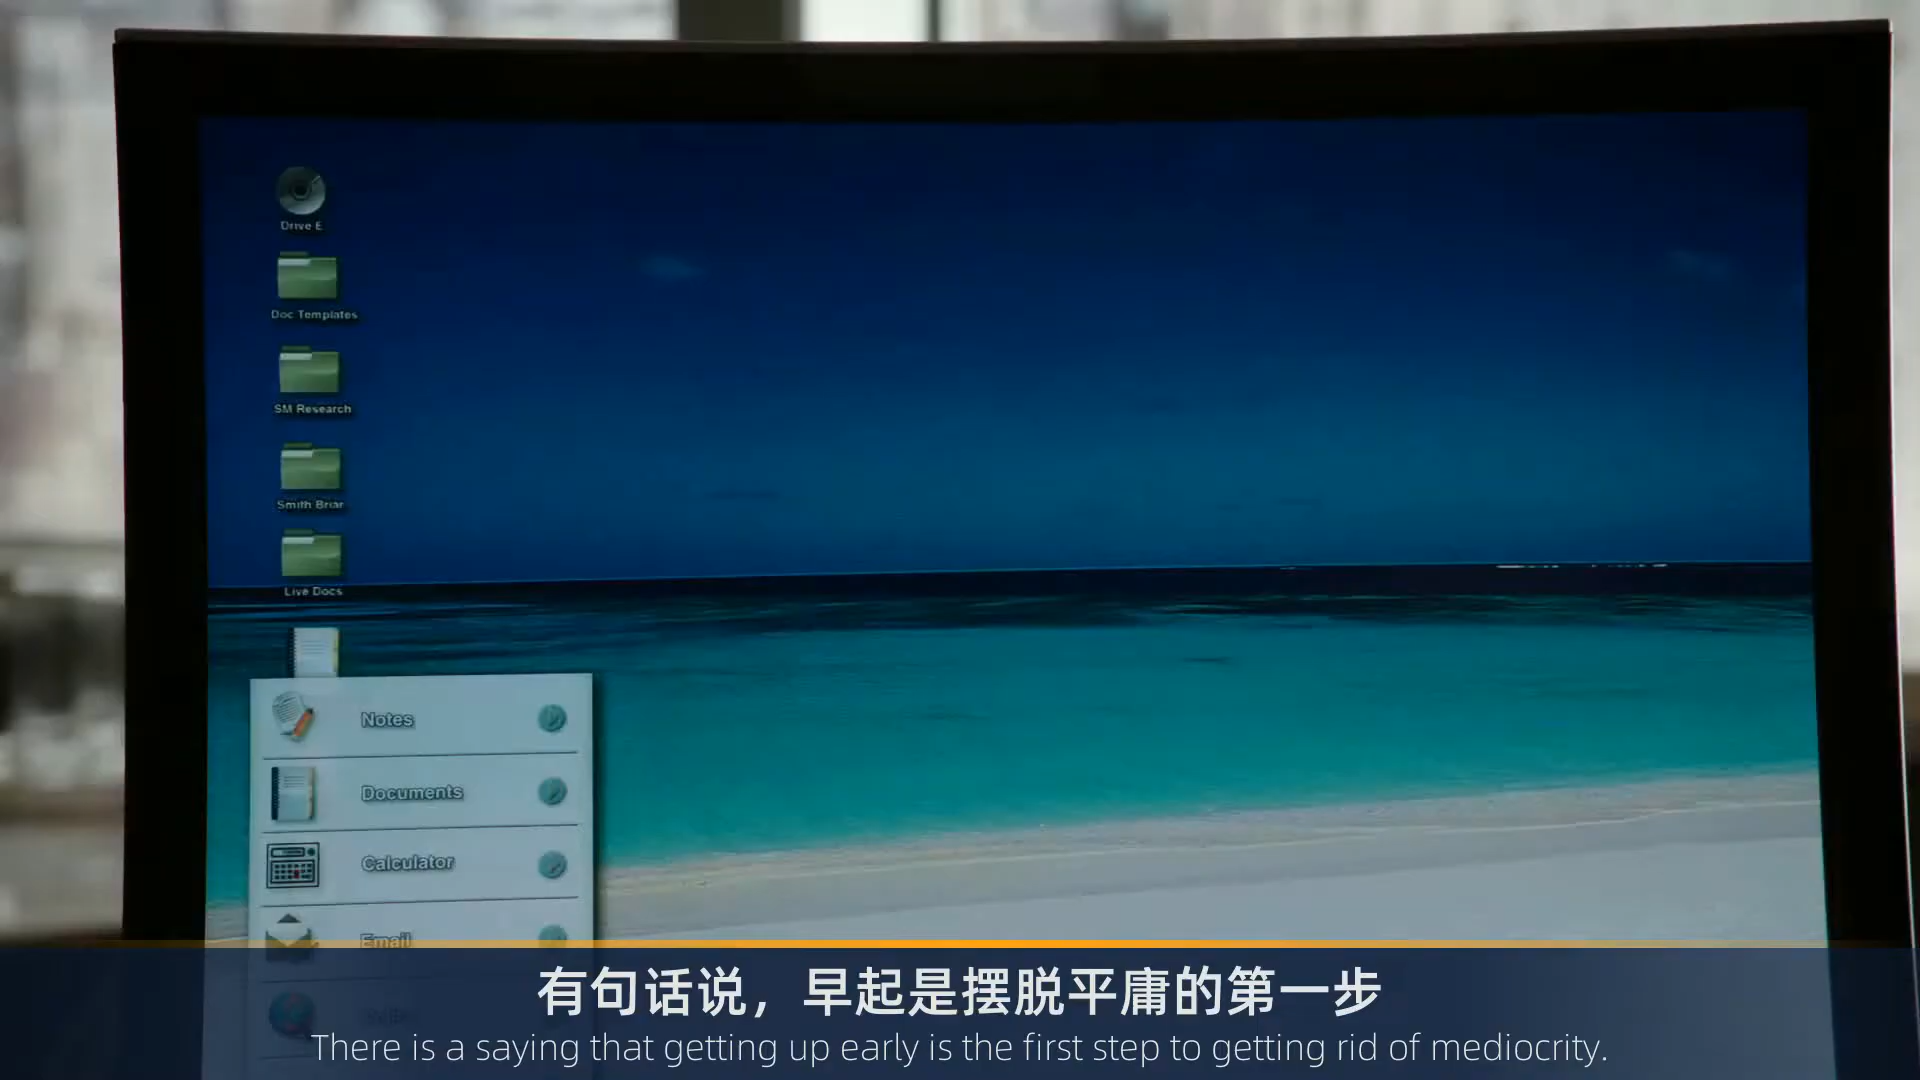 Drive E
Doc Templates
SM Research
Smith Briar
Live Docs
Notes
Documents
Calculator
Email
有句话说，早起是摆脱平庸的第一步
There is a saying that getting up early is the first step to getting rid of mediocrity.